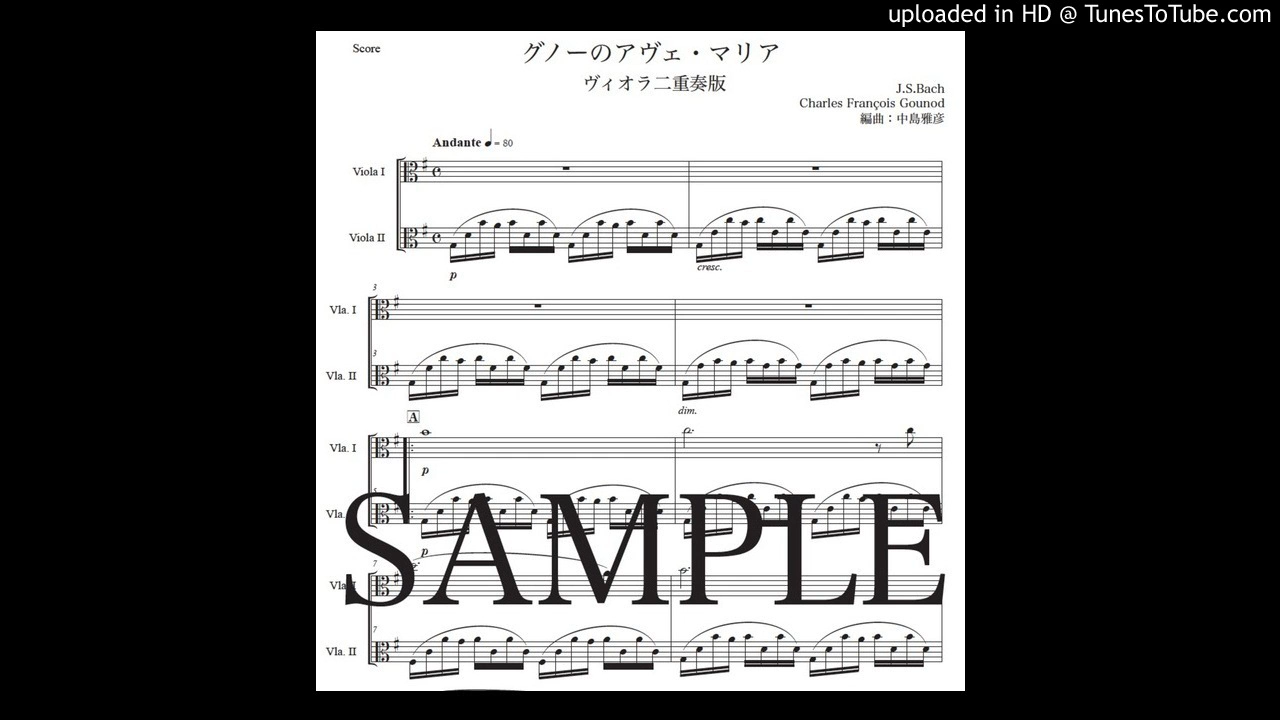 uploaded in HD @ TunesToTube.com
Score
グノーのアヴェ・マリア
ヴィオラ二重奏版
J.S.Bach
Charles François Gounod
編曲：中島雅彦
Andante ♩ = 80
Viola I
Viola II
p
cresc.
3
Vla. I
3
Vla. II
dim.
A
Vla. I
p
Vla.
SAMPLE
p
7
Vla. I
7
Vla. II